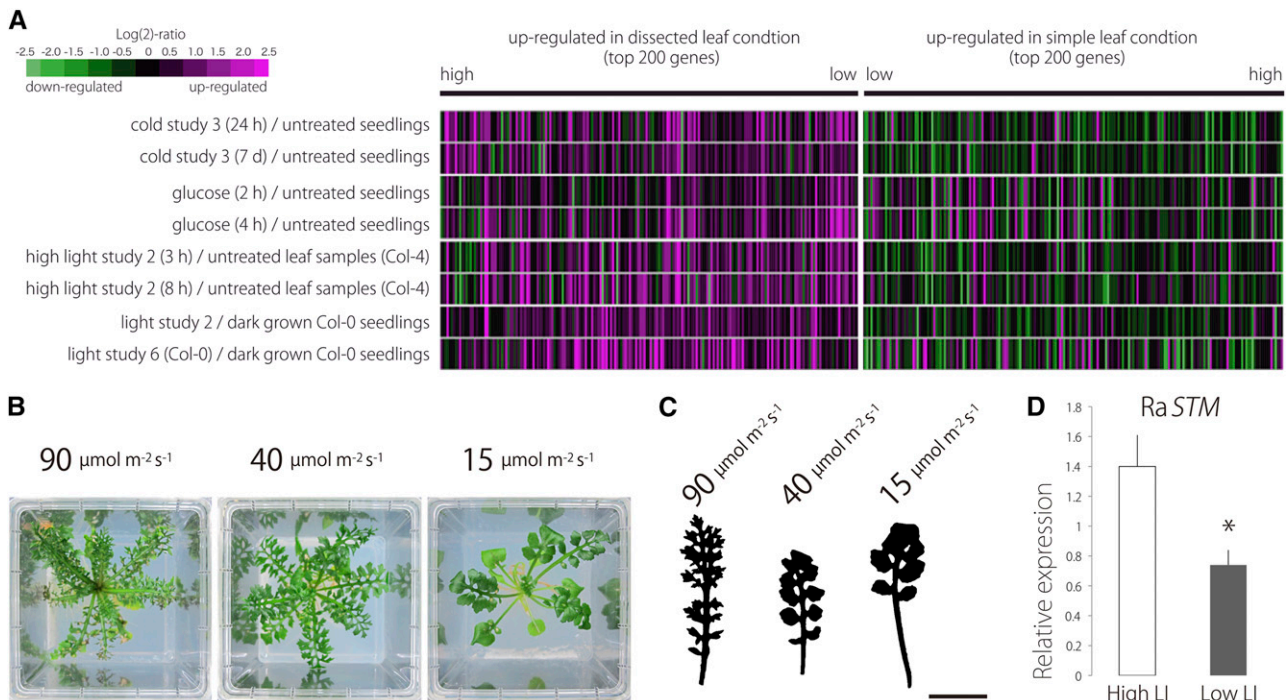 A
Log(2)-ratio
-2.5 -2.0 -1.5 -1.0 -0.5 0 0.5 1.0 1.5 2.0 2.5
down-regulated up-regulated
up-regulated in dissected leaf condtion
(top 200 genes)
high low
up-regulated in simple leaf condtion
(top 200 genes)
low high
cold study 3 (24 h) / untreated seedlings
cold study 3 (7 d) / untreated seedlings
glucose (2 h) / untreated seedlings
glucose (4 h) / untreated seedlings
high light study 2 (3 h) / untreated leaf samples (Col-4)
high light study 2 (8 h) / untreated leaf samples (Col-4)
light study 2 / dark grown Col-0 seedlings
light study 6 (Col-0) / dark grown Col-0 seedlings
B
90 µmol m-2 s-1
40 µmol m-2 s-1
15 µmol m-2 s-1
C
90 µmol m-2 s-1
40 µmol m-2 s-1
15 µmol m-2 s-1
D
RaSTM
Relative expression
1.8
1.6
1.4
1.2
1
0.8
0.6
0.4
0.2
0
*
High LI Low LI